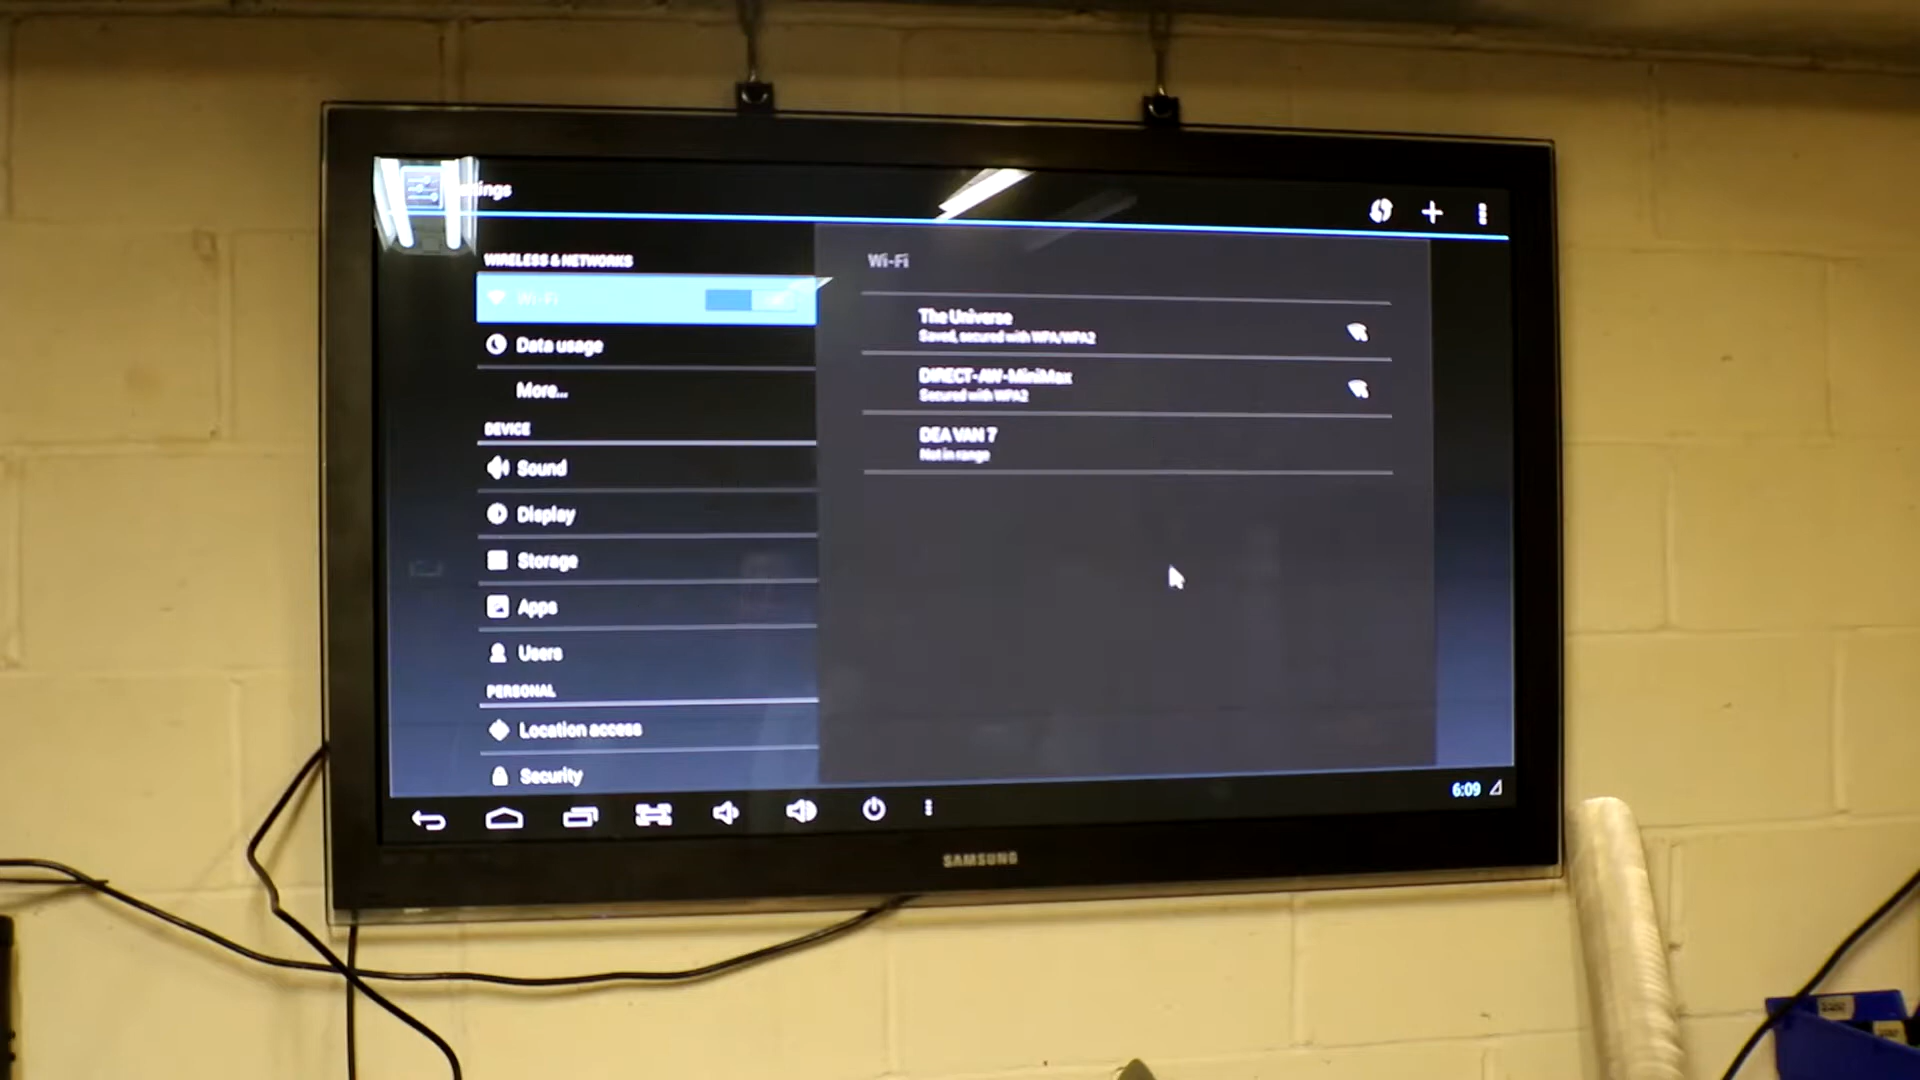 WIRELESS & NETWORKS
Wi-Fi
Data usage
More...
DEVICE
Sound
Display
Storage
Apps
Users
PERSONAL
Location access
Security
Wi-Fi
The Universe
Saved, secured with WPA/WPA2
DIRECT-AW-MiniMax
Secured with WPA2
DEA VAN 7
Not in range
6:09
SAMSUNG